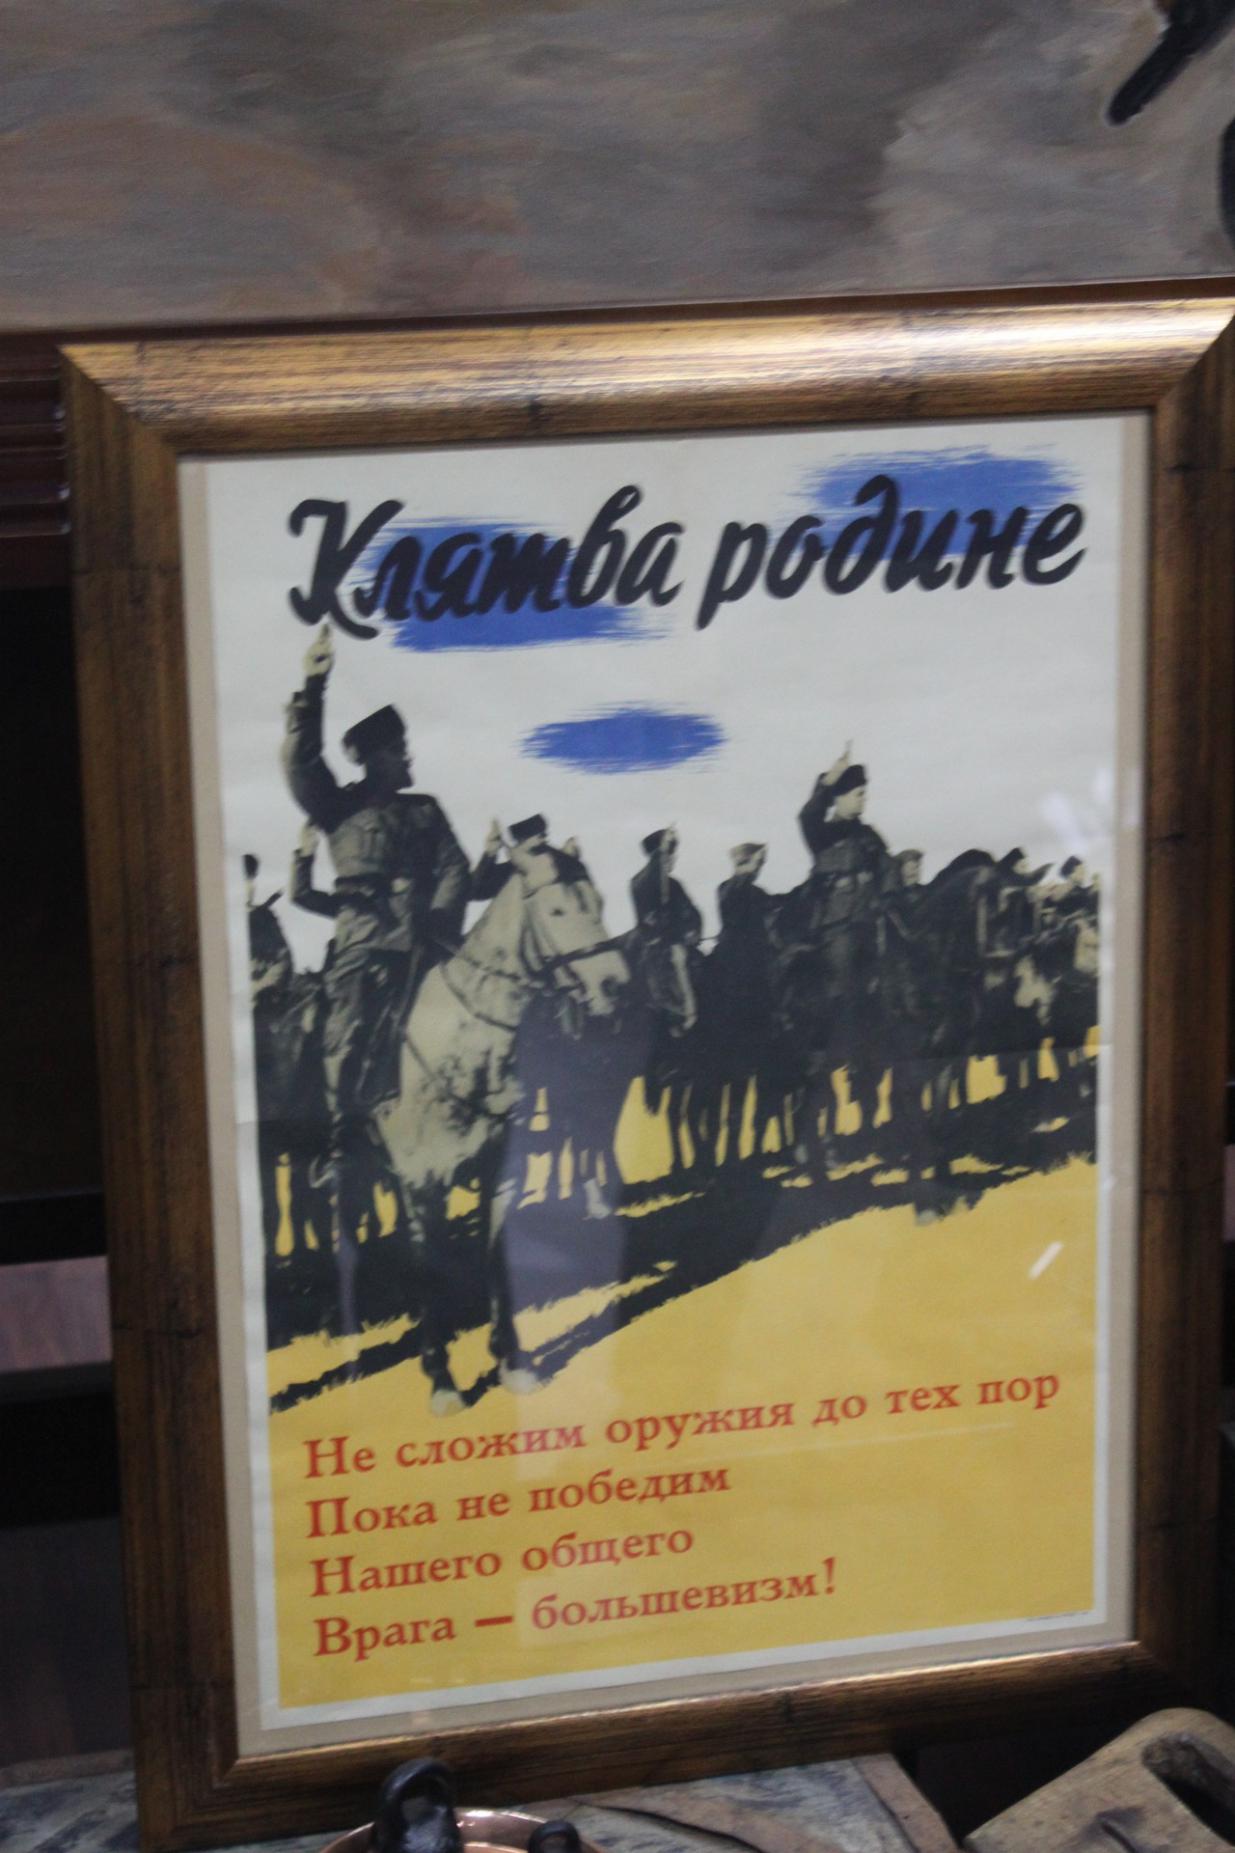 Клятва родине
Не сложим оружия до тех пор
Пока не победим
Нашего общего
Врага — большевизм!